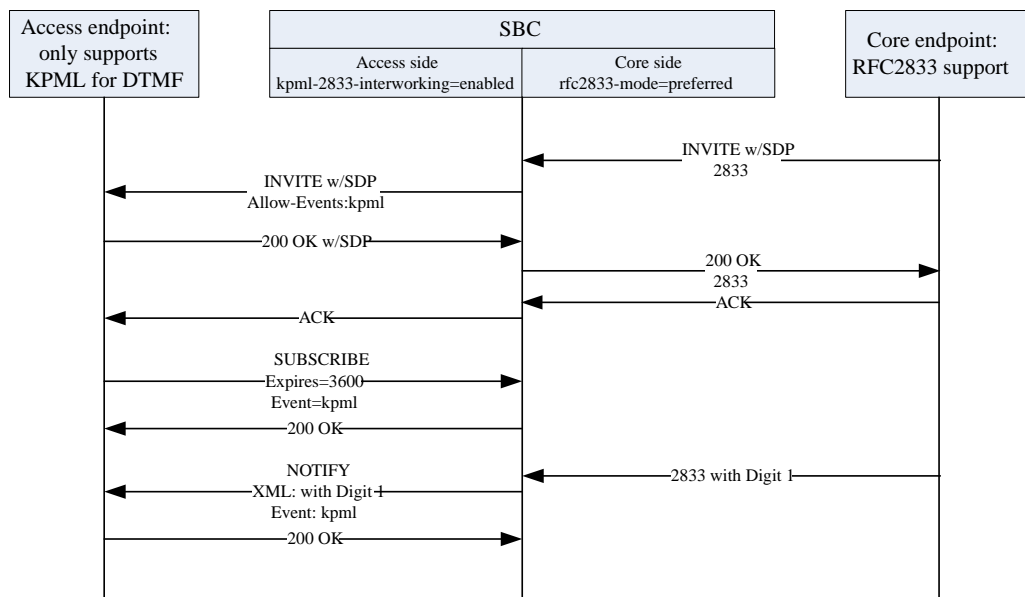 Access endpoint:
only supports
KPML for DTMF
SBC
Access side
kpml-2833-interworking=enabled
Core side
rfc2833-mode=preferred
Core endpoint:
RFC2833 support
INVITE w/SDP
2833
INVITE w/SDP
Allow-Events:kpml
200 OK w/SDP
200 OK
2833
ACK
ACK
SUBSCRIBE
Expires=3600
Event=kpml
200 OK
2833 with Digit 1
NOTIFY
XML: with Digit 1
Event: kpml
200 OK